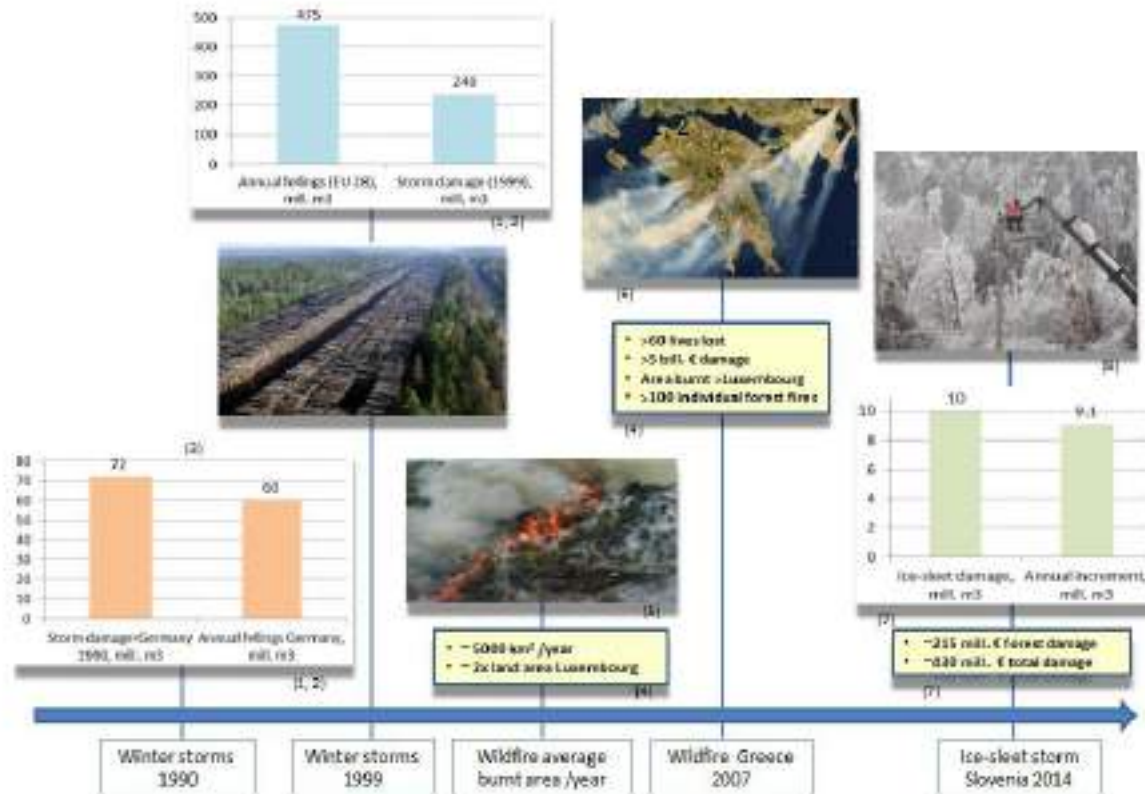 500
400
300
200
100
0
475
240
Annual fellings (EU-28),
mill. m3
Storm damage (1999),
mill. m3
(1, 2)
(3)
80
70
60
50
40
30
20
10
0
72
60
Storm damage Germany
1990, mill. m3
Annual fellings Germany,
mill. m3
(1, 2)
(6)
• >60 lives lost
• >5 bill. € damage
• Area burnt >Luxembourg
• >100 individual forest fires
(4)
(5)
• ~ 5000 km² /year
• ~ 2x land area Luxembourg
(4)
(8)
10
8
6
4
2
0
10
9.1
Ice-sleet damage,
mill. m3
Annual increment,
mill. m3
• ~215 mill. € forest damage
• ~430 mill. € total damage
(7)
Winter storms
1990
Winter storms
1999
Wildfire average
burnt area /year
Wildfire Greece
2007
Ice-sleet storm
Slovenia 2014